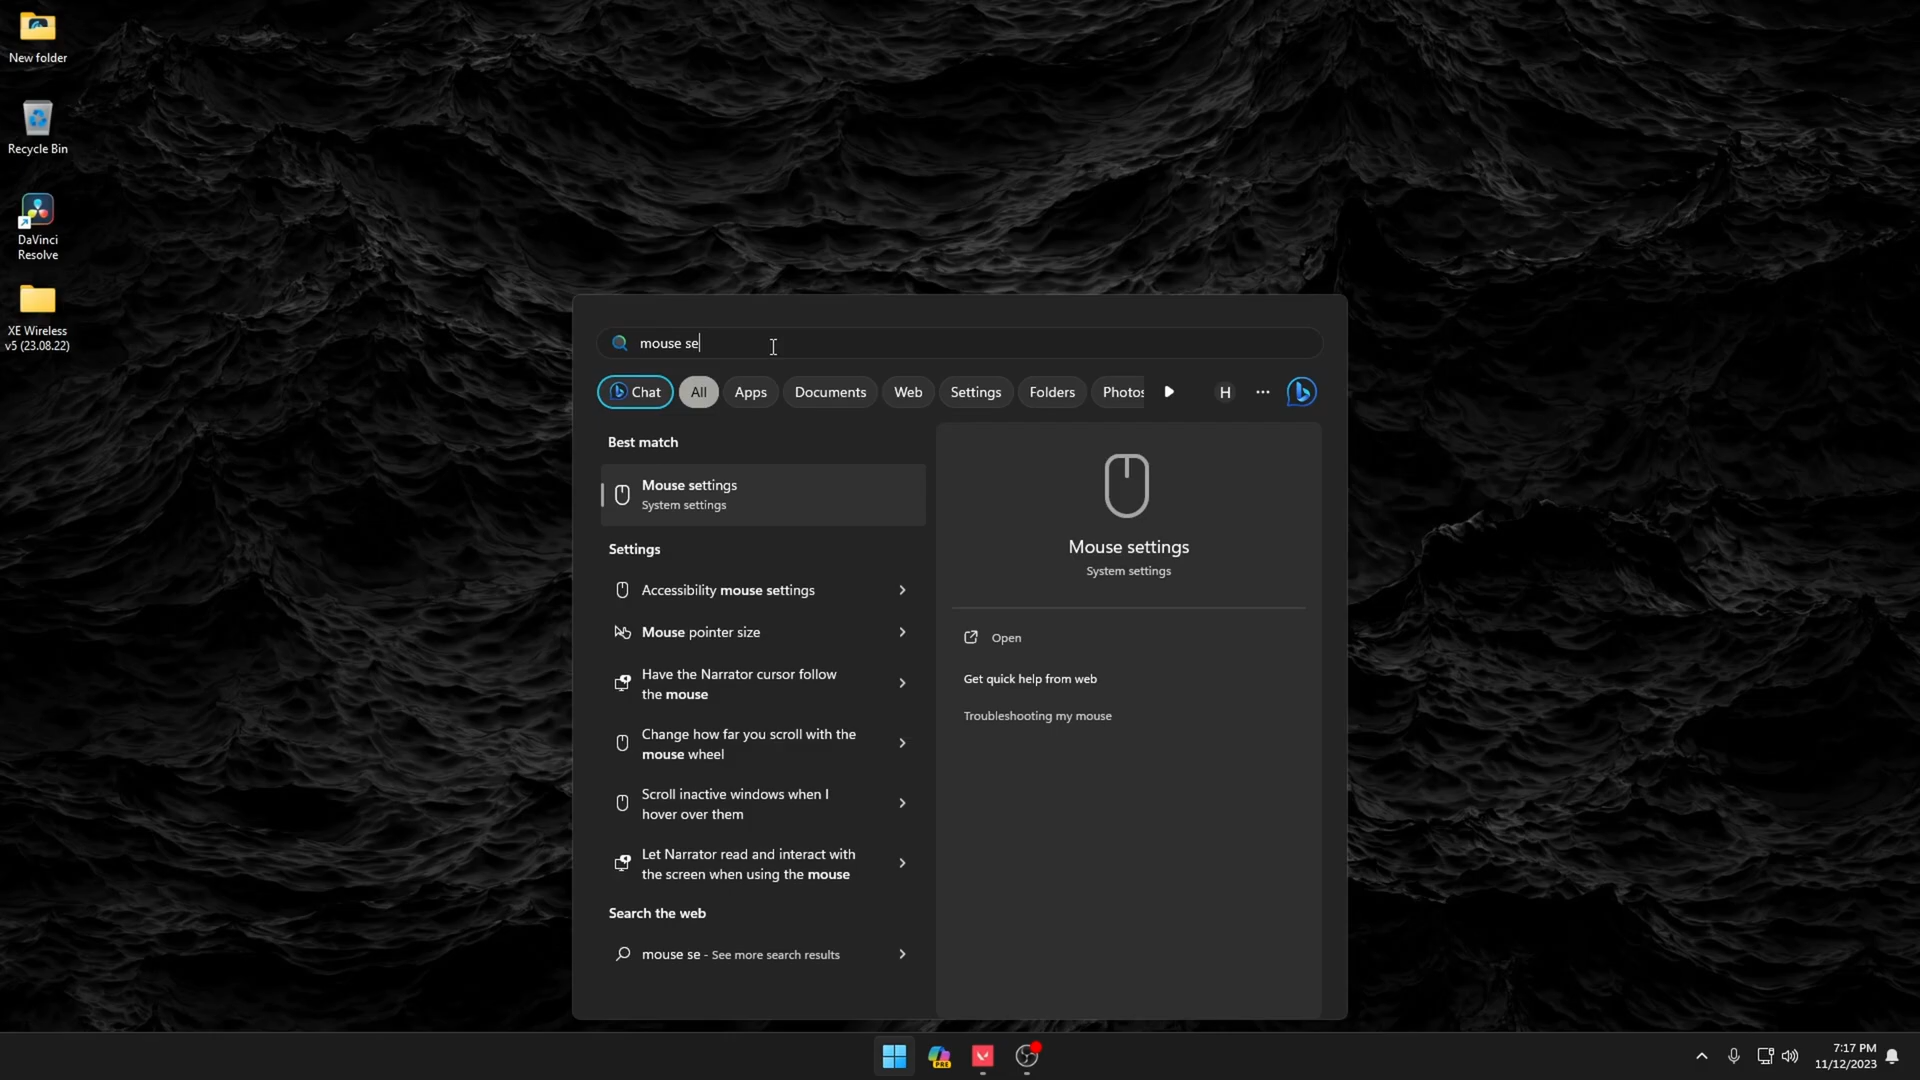 New folder
Recycle Bin
DaVinci
Resolve
XE Wireless
v5 (23.08.22)
mouse se
Chat
All
Apps
Documents
Web
Settings
Folders
Photos
H
Best match
Mouse settings
System settings
Settings
Accessibility mouse settings
Mouse pointer size
Have the Narrator cursor follow
the mouse
Change how far you scroll with the
mouse wheel
Scroll inactive windows when I
hover over them
Let Narrator read and interact with
the screen when using the mouse
Search the web
mouse se - See more search results
Mouse settings
System settings
Open
Get quick help from web
Troubleshooting my mouse
PRE
7:17 PM
11/12/2023